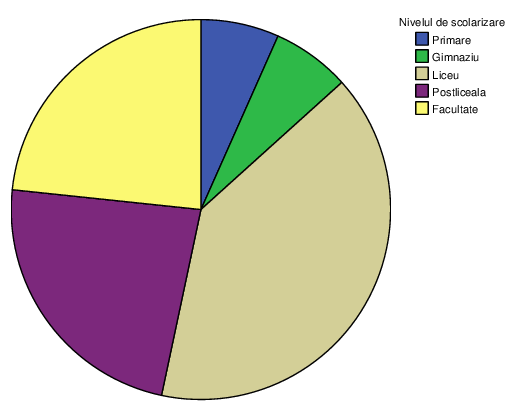 Nivelul de scolarizare
Primare
Gimnaziu
Liceu
Postliceala
Facultate